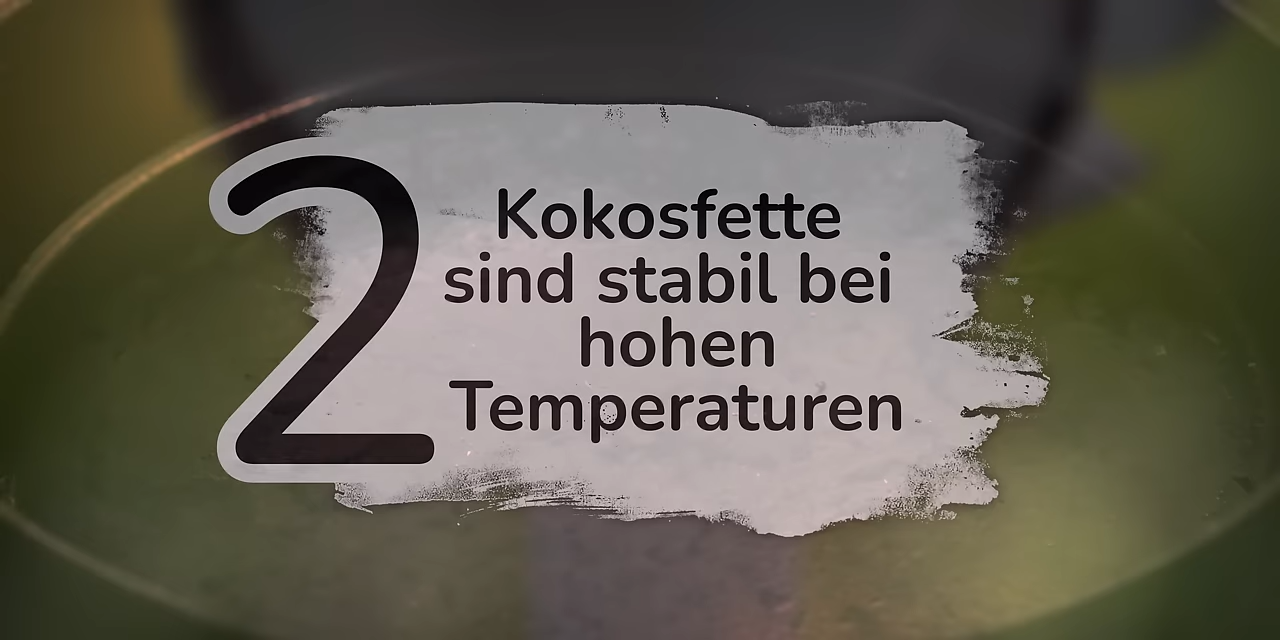 2
Kokosfette
sind stabil bei
hohen
Temperaturen